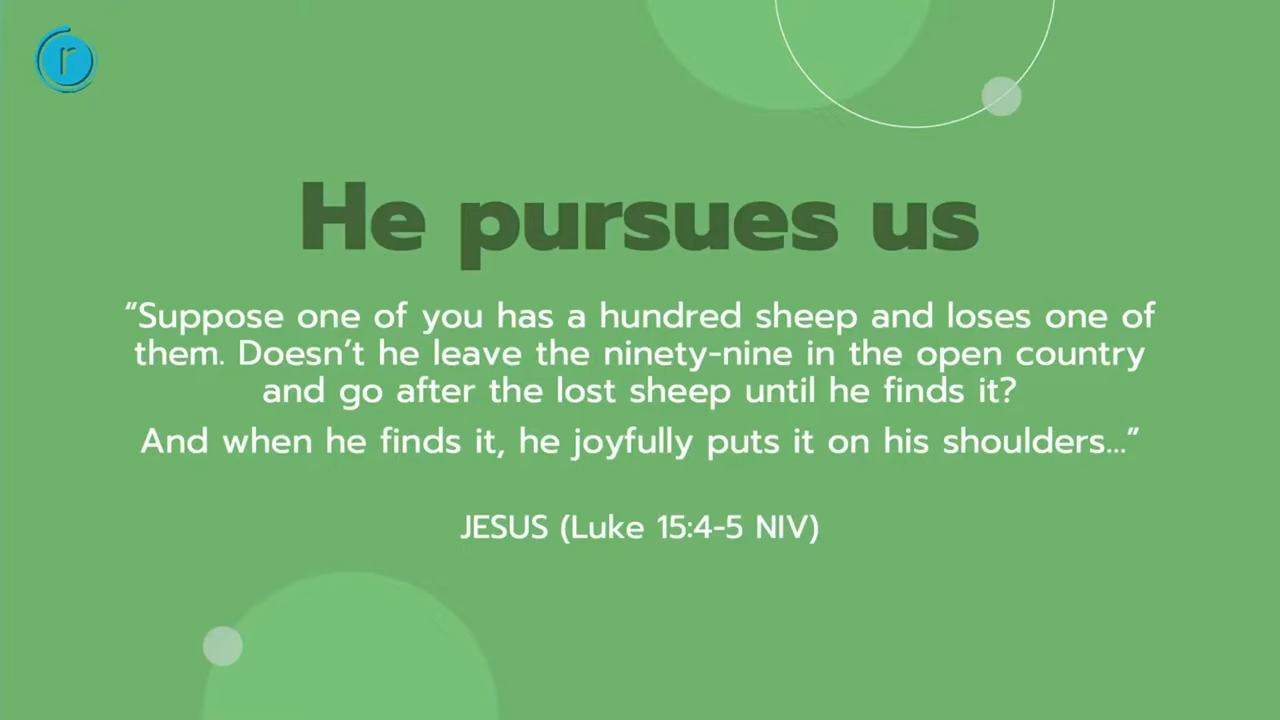 r
He pursues us
“Suppose one of you has a hundred sheep and loses one of
them. Doesn’t he leave the ninety-nine in the open country
and go after the lost sheep until he finds it?
And when he finds it, he joyfully puts it on his shoulders...”
JESUS (Luke 15:4-5 NIV)